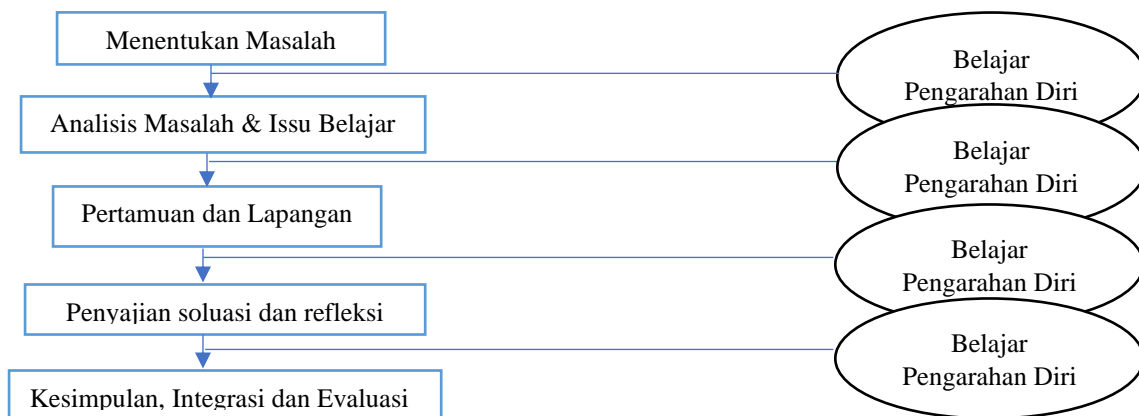 Menentukan Masalah
Belajar
Pengarahan Diri
Analisis Masalah & Issu Belajar
Belajar
Pengarahan Diri
Pertamuan dan Lapangan
Belajar
Pengarahan Diri
Penyajian soluasi dan refleksi
Belajar
Pengarahan Diri
Kesimpulan, Integrasi dan Evaluasi